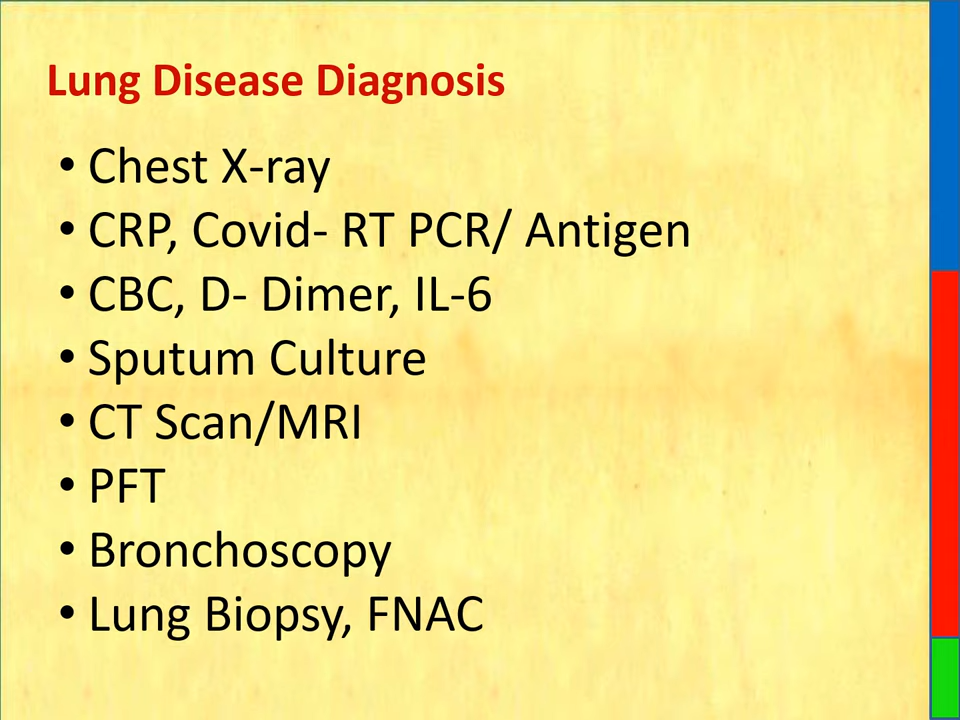 Lung Disease Diagnosis
• Chest X-ray
• CRP, Covid- RT PCR/ Antigen
• CBC, D- Dimer, IL-6
• Sputum Culture
• CT Scan/MRI
• PFT
• Bronchoscopy
• Lung Biopsy, FNAC